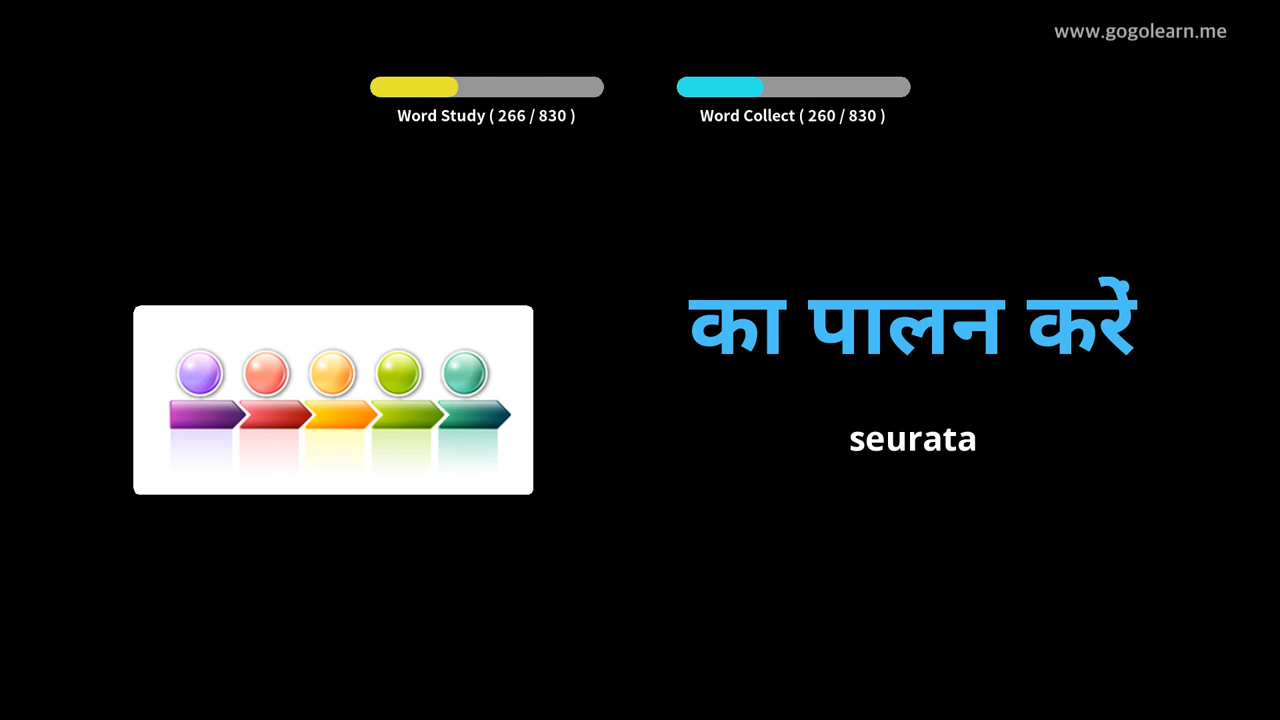 www.gogolearn.me
Word Study ( 266 / 830 )
Word Collect ( 260 / 830 )
का पालन करें
seurata